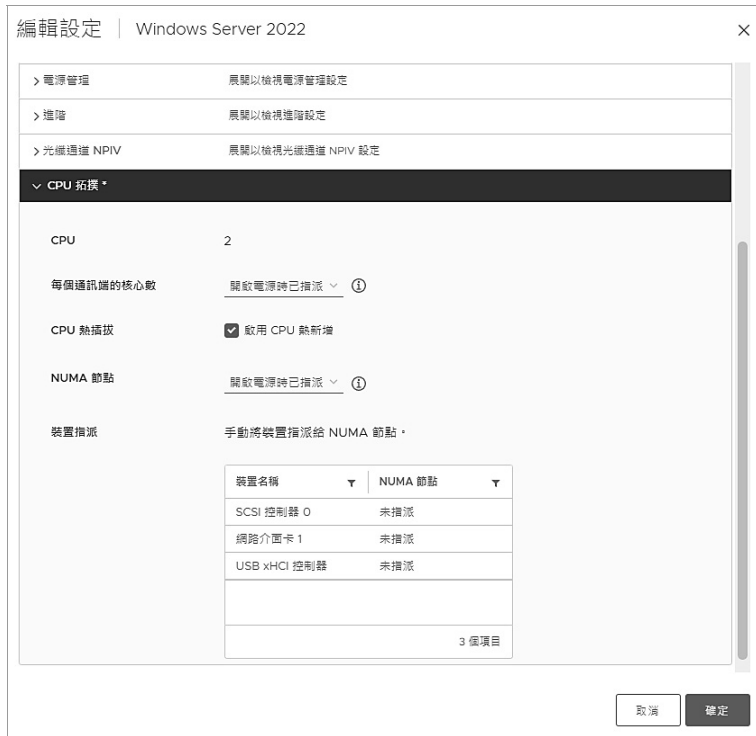 編輯設定 | Windows Server 2022
電源管理 展開以檢視電源管理設定
進階 展開以檢視進階設定
光纖通道 NPIV 展開以檢視光纖通道 NPIV 設定
CPU 拓撲 *
CPU 2
每個通訊端的核心數 開啟電源時已指派
CPU 熱插拔 啟用 CPU 熱新增
NUMA 節點 開啟電源時已指派
裝置指派 手動將裝置指派給 NUMA 節點。
裝置名稱 NUMA 節點
SCSI 控制器 0 未指派
網路介面卡 1 未指派
USB xHCI 控制器 未指派
3 個項目
取消 確定